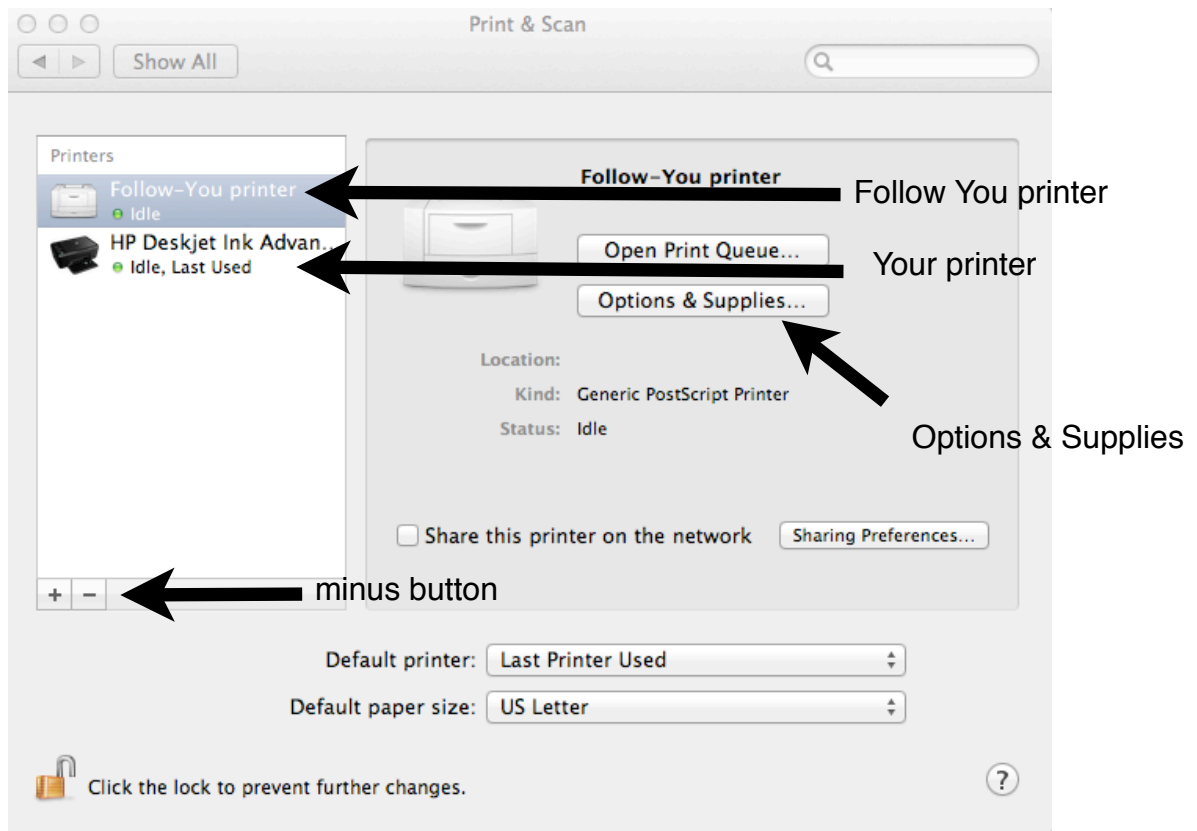 Print & Scan
Show All
Printers
Follow-You printer
Idle
HP Deskjet Ink Advan...
Idle, Last Used
Follow-You printer
Follow You printer
Open Print Queue...
Your printer
Options & Supplies...
Location:
Kind: Generic PostScript Printer
Status: Idle
Options & Supplies
Share this printer on the network Sharing Preferences...
+ − minus button
Default printer: Last Printer Used
Default paper size: US Letter
Click the lock to prevent further changes. ?